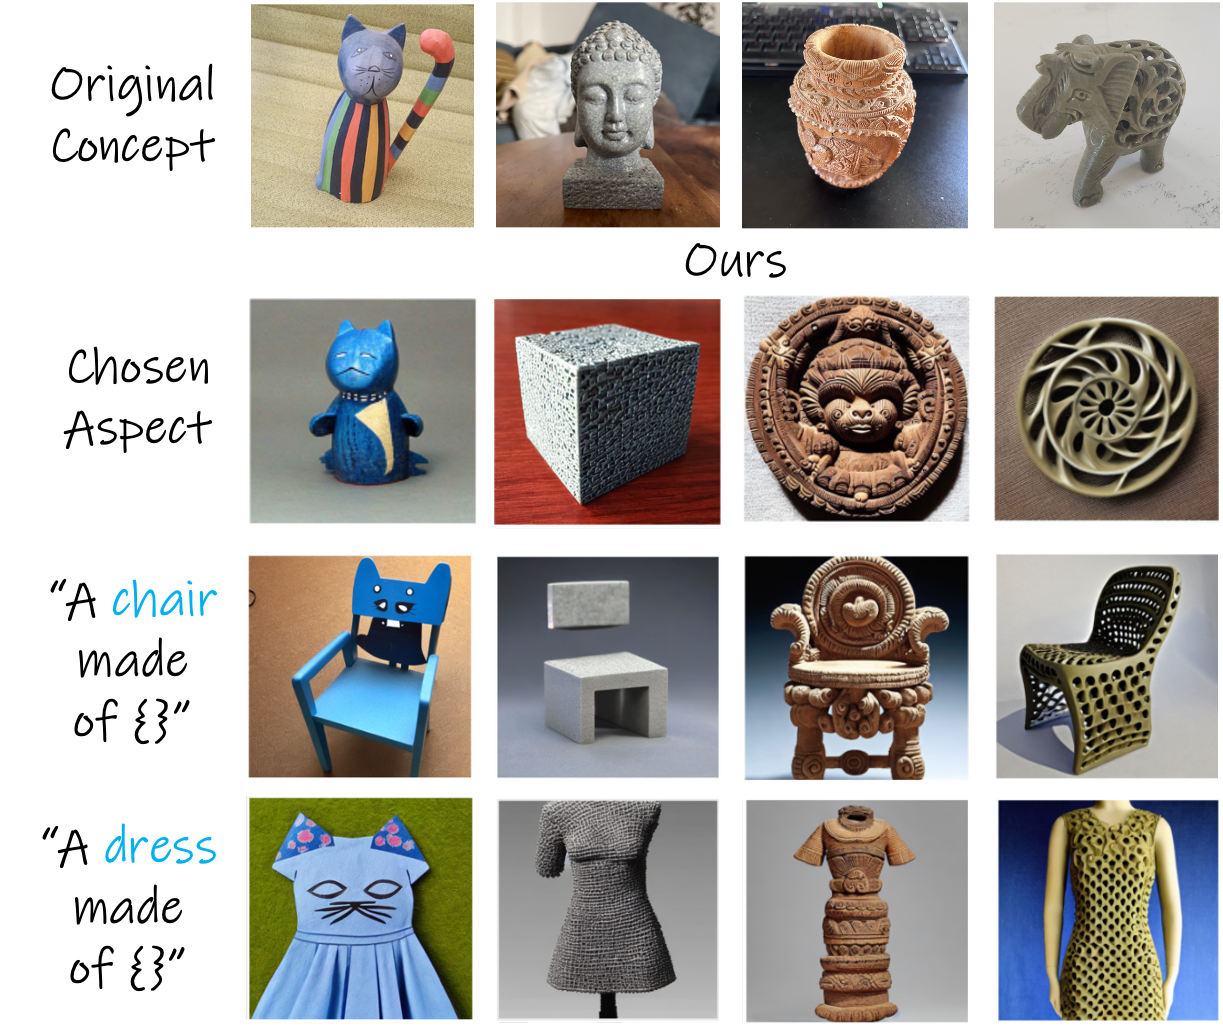 Original
Concept
Ours
Chosen
Aspect
"A chair
made
of {}"
"A dress
made
of {}"